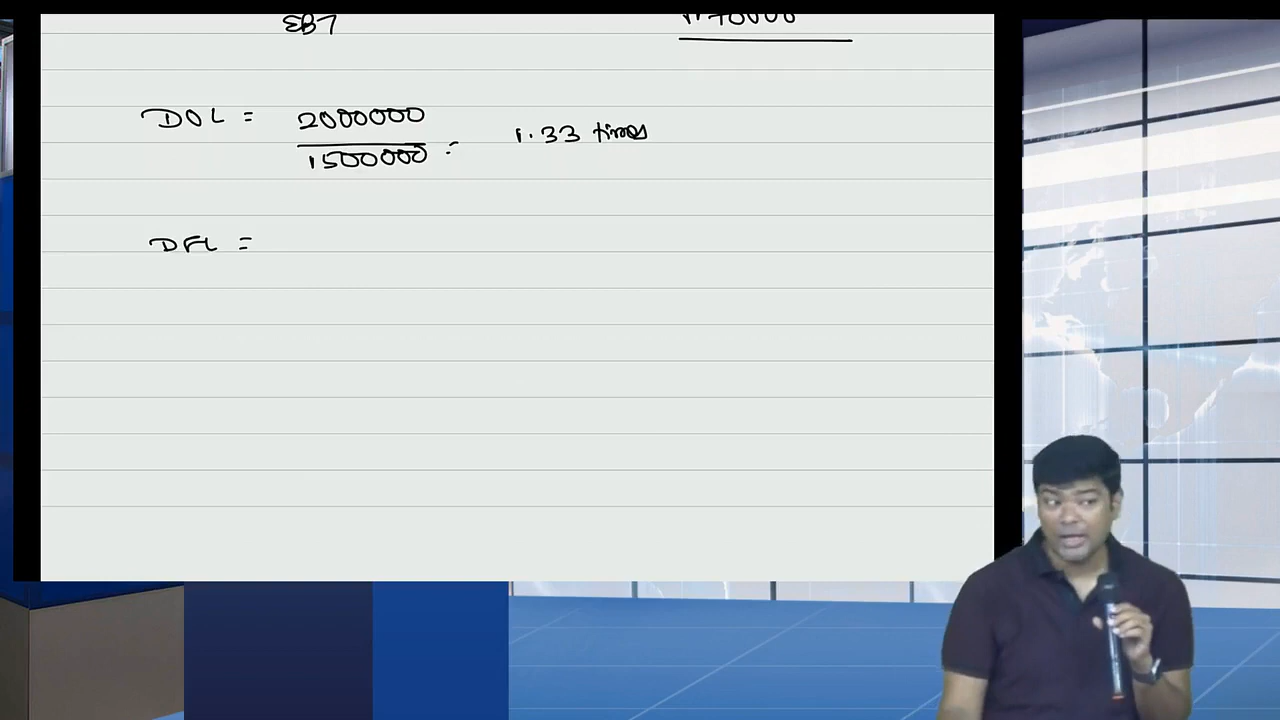 EBT
DOL = 2000000
1500000 = 1.33 times
DFL =